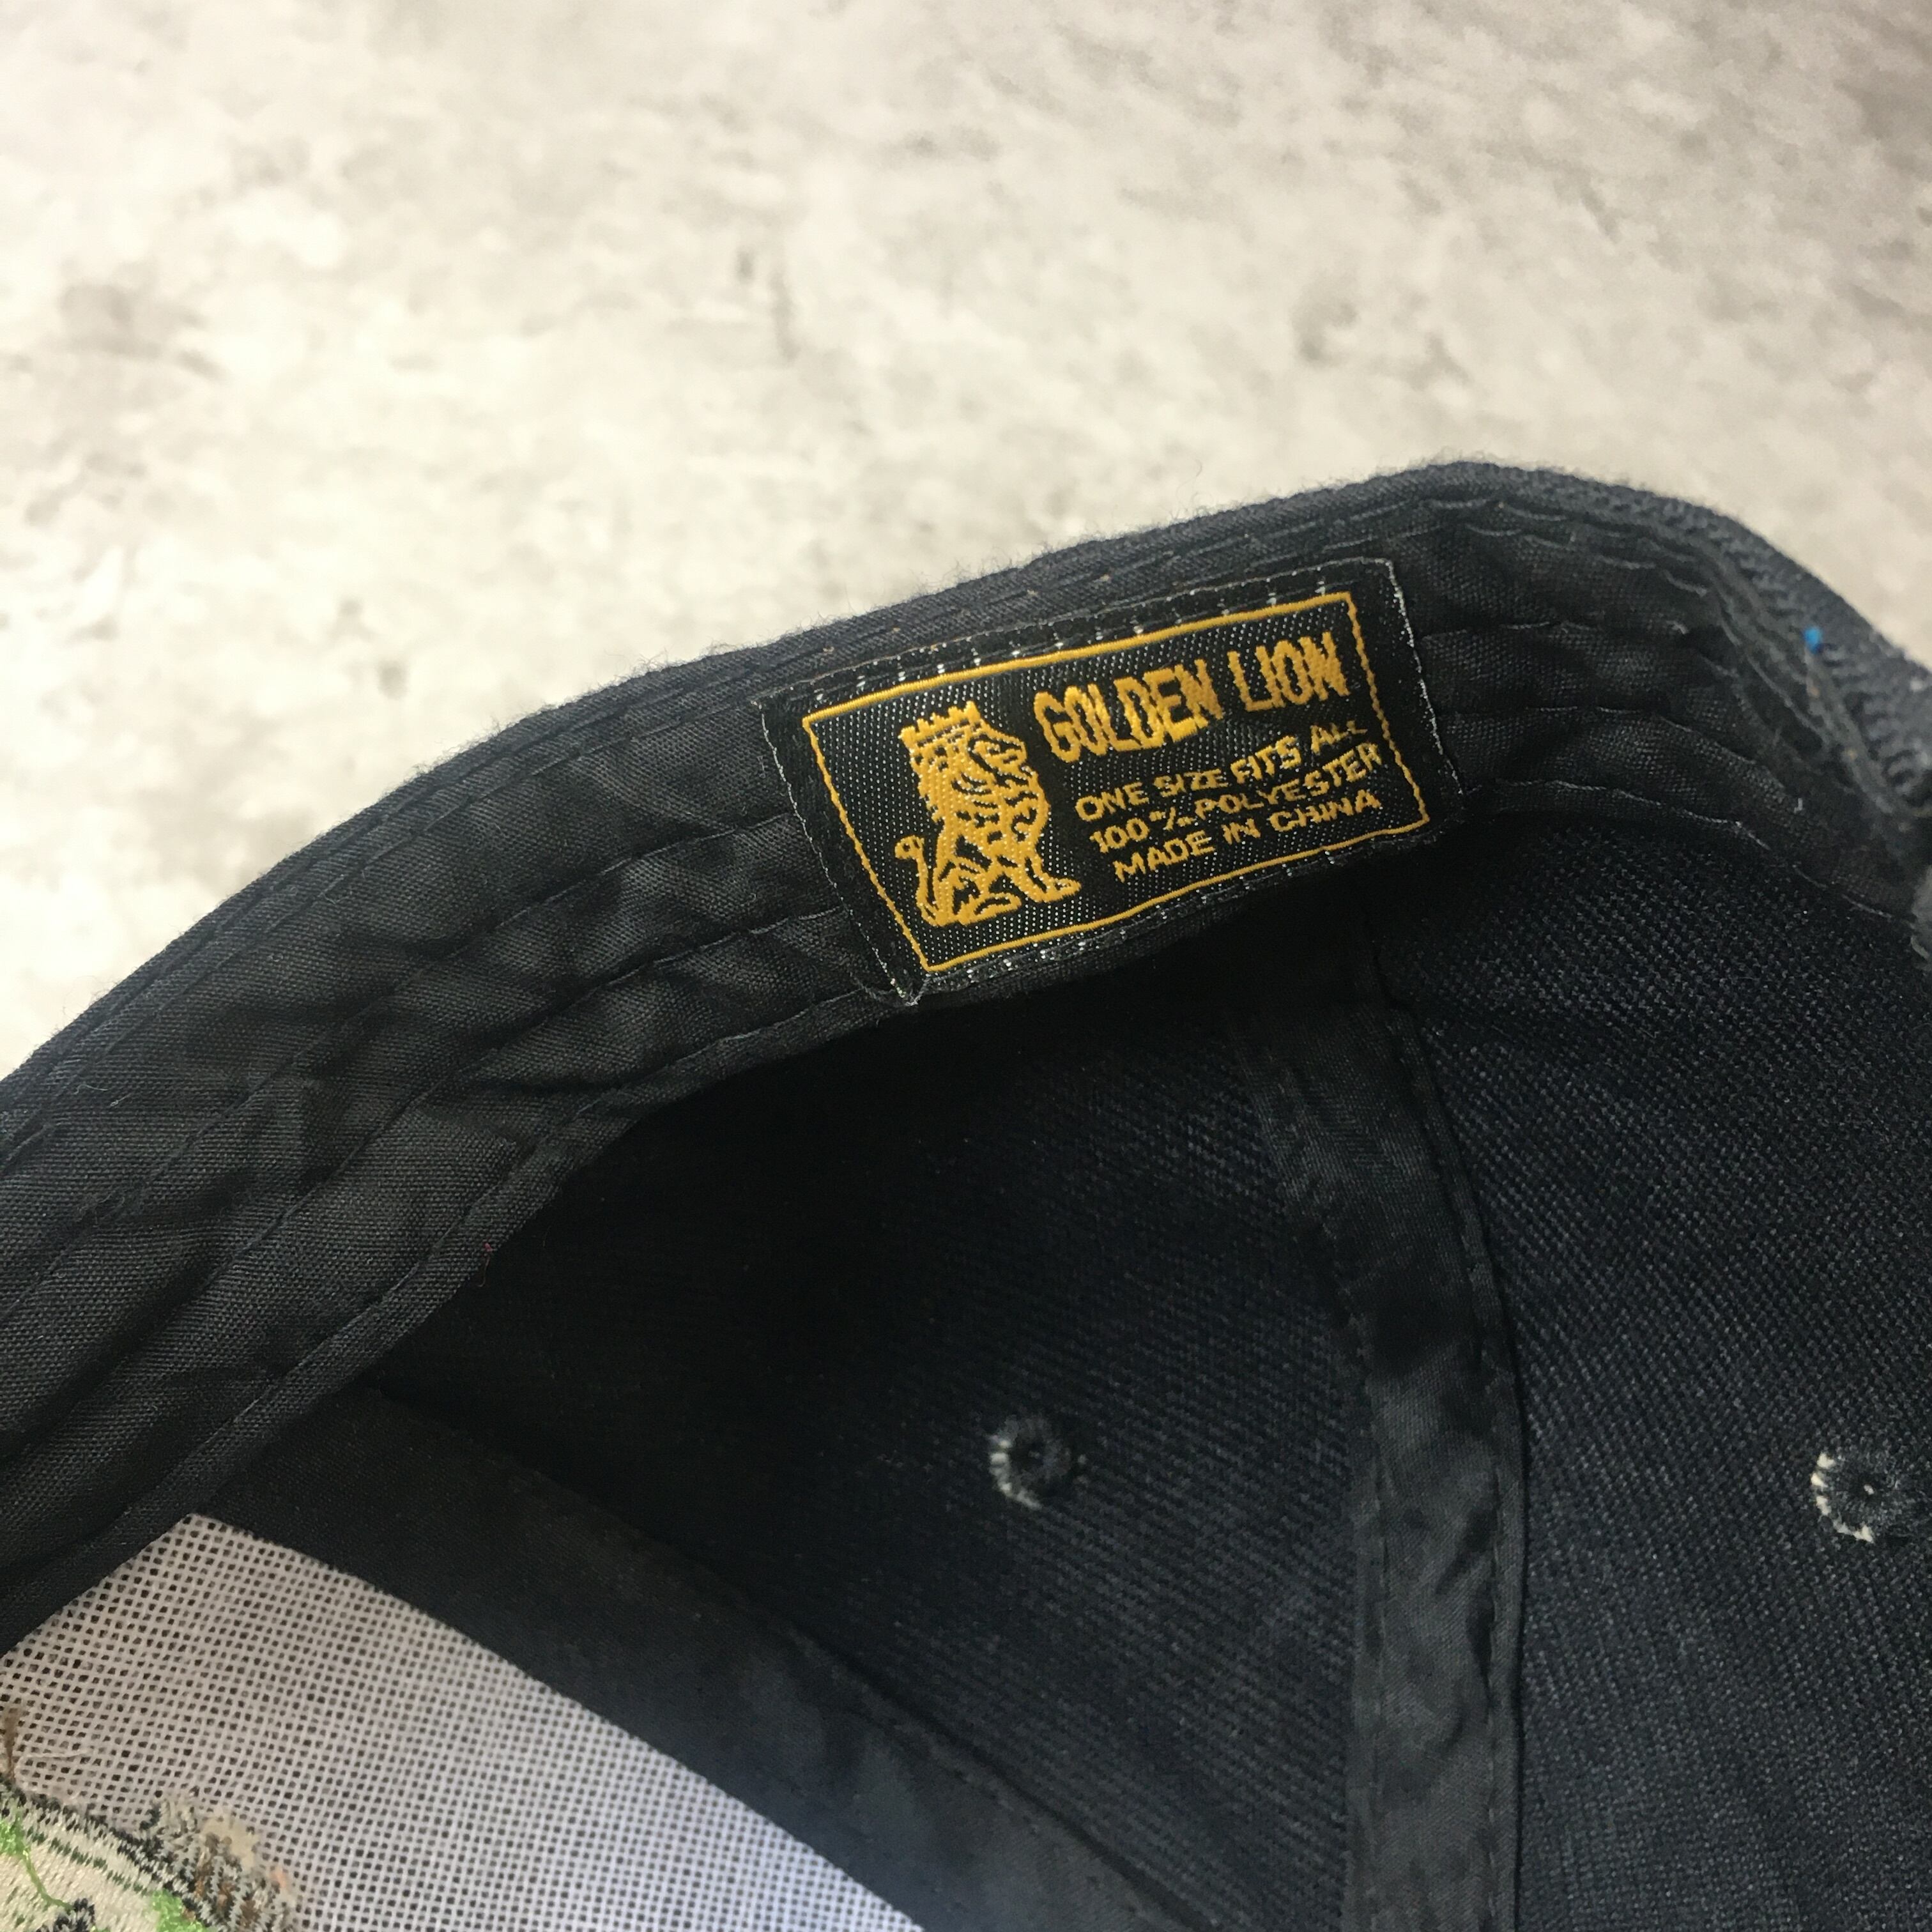 GOLDEN LION
ONE SIZE FITS ALL
100% POLYESTER
MADE IN CHINA